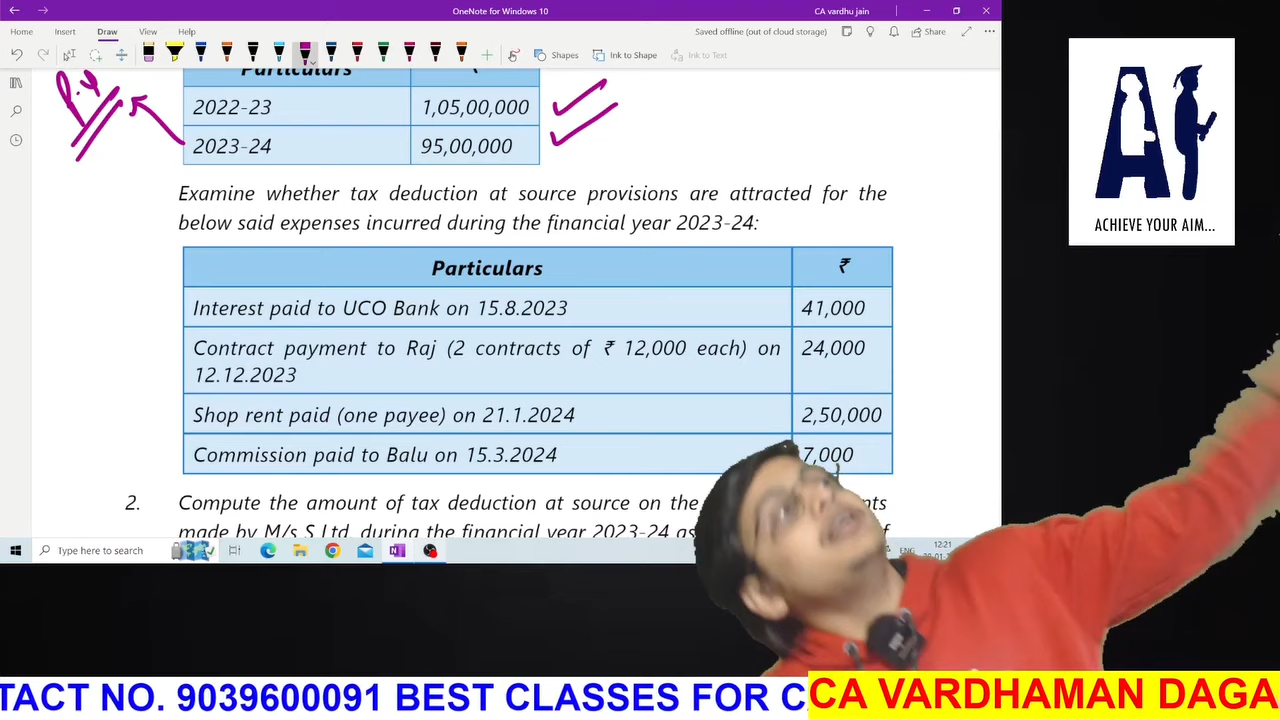 OneNote for Windows 10
CA vardhu jain
Home Insert Draw View Help
Saved offline (out of cloud storage)
Share
Shapes
Ink to Shape
Ink to Text
Particulars ₹
P.Y
2022-23 1,05,00,000
2023-24 95,00,000
Examine whether tax deduction at source provisions are attracted for the
below said expenses incurred during the financial year 2023-24:
Particulars ₹
Interest paid to UCO Bank on 15.8.2023 41,000
Contract payment to Raj (2 contracts of ₹ 12,000 each) on 24,000
12.12.2023
Shop rent paid (one payee) on 21.1.2024 2,50,000
Commission paid to Balu on 15.3.2024 7,000
2. Compute the amount of tax deduction at source on the
made by M/s S Ltd. during the financial year 2023-24
Type here to search
ENG
12:21
AI
ACHIEVE YOUR AIM...
TACT NO. 9039600091 BEST CLASSES FOR
CA VARDHAMAN DAGA